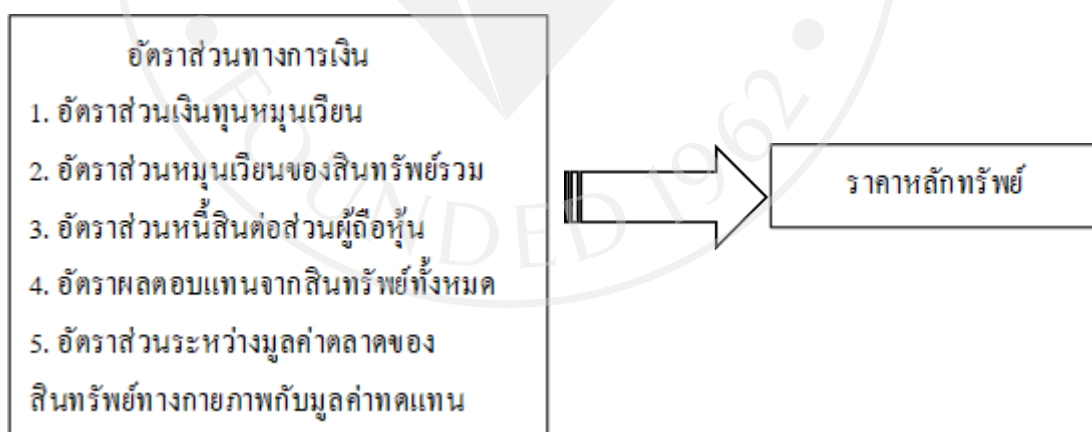 อัตราส่วนทางการเงิน
1. อัตราส่วนเงินทุนหมุนเวียน
2. อัตราส่วนหมุนเวียนของสินทรัพย์รวม
3. อัตราส่วนหนี้สินต่อส่วนผู้ถือหุ้น
4. อัตราผลตอบแทนจากสินทรัพย์ทั้งหมด
5. อัตราส่วนระหว่างมูลค่าตลาดของ
สินทรัพย์ทางกายภาพกับมูลค่าทดแทน
ราคาหลักทรัพย์
FOUNDED 1962